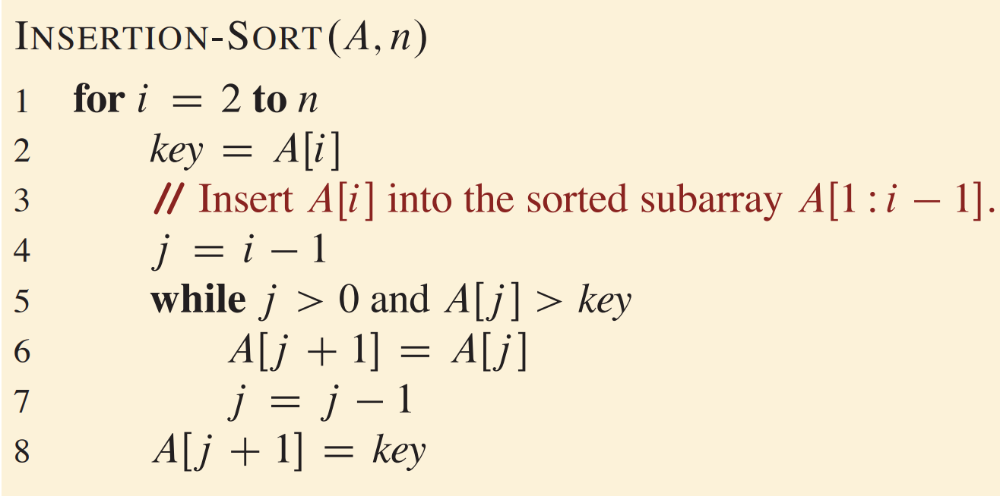 INSERTION-SORT(A, n)
1 for i = 2 to n
2 key = A[i]
3 // Insert A[i] into the sorted subarray A[1 : i − 1].
4 j = i − 1
5 while j > 0 and A[j] > key
6 A[j + 1] = A[j]
7 j = j − 1
8 A[j + 1] = key